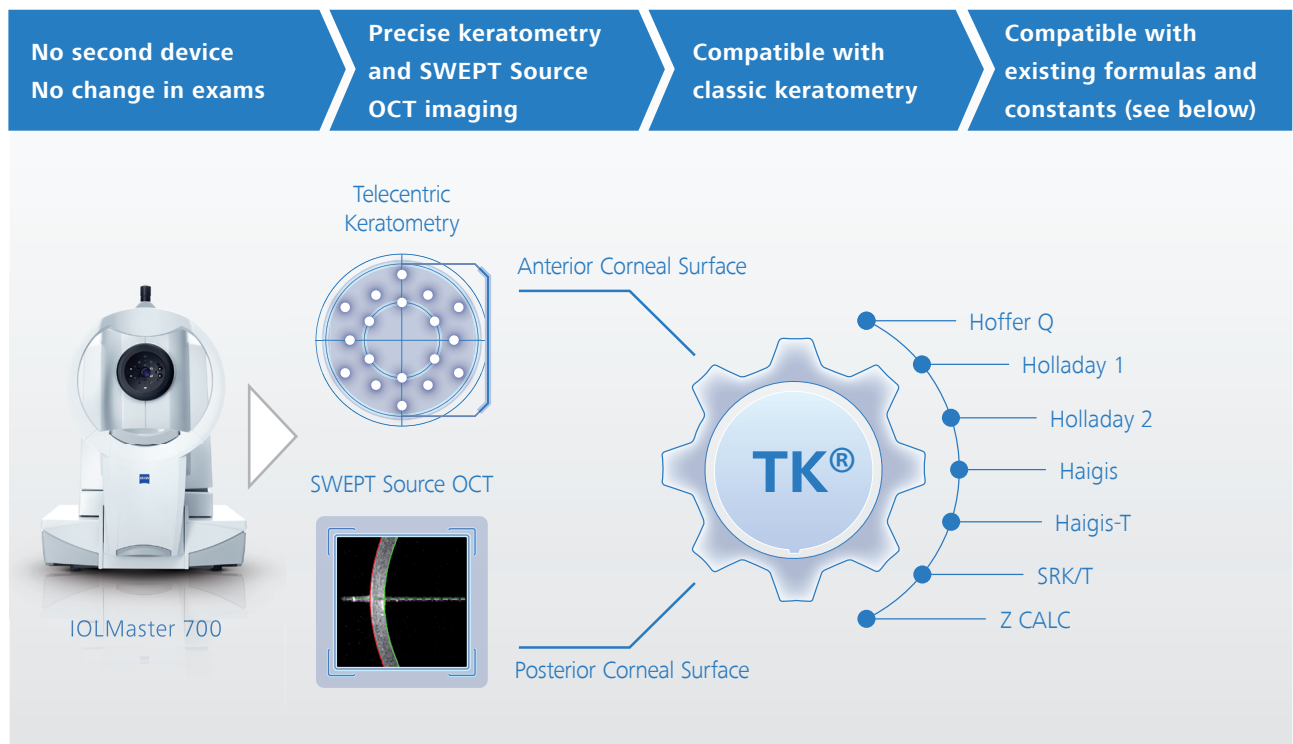 No second device
No change in exams
Precise keratometry
and SWEPT Source
OCT imaging
Compatible with
classic keratometry
Compatible with
existing formulas and
constants (see below)
Telecentric
Keratometry
Anterior Corneal Surface
SWEPT Source OCT
Posterior Corneal Surface
IOLMaster 700
TK®
Hoffer Q
Holladay 1
Holladay 2
Haigis
Haigis-T
SRK/T
Z CALC